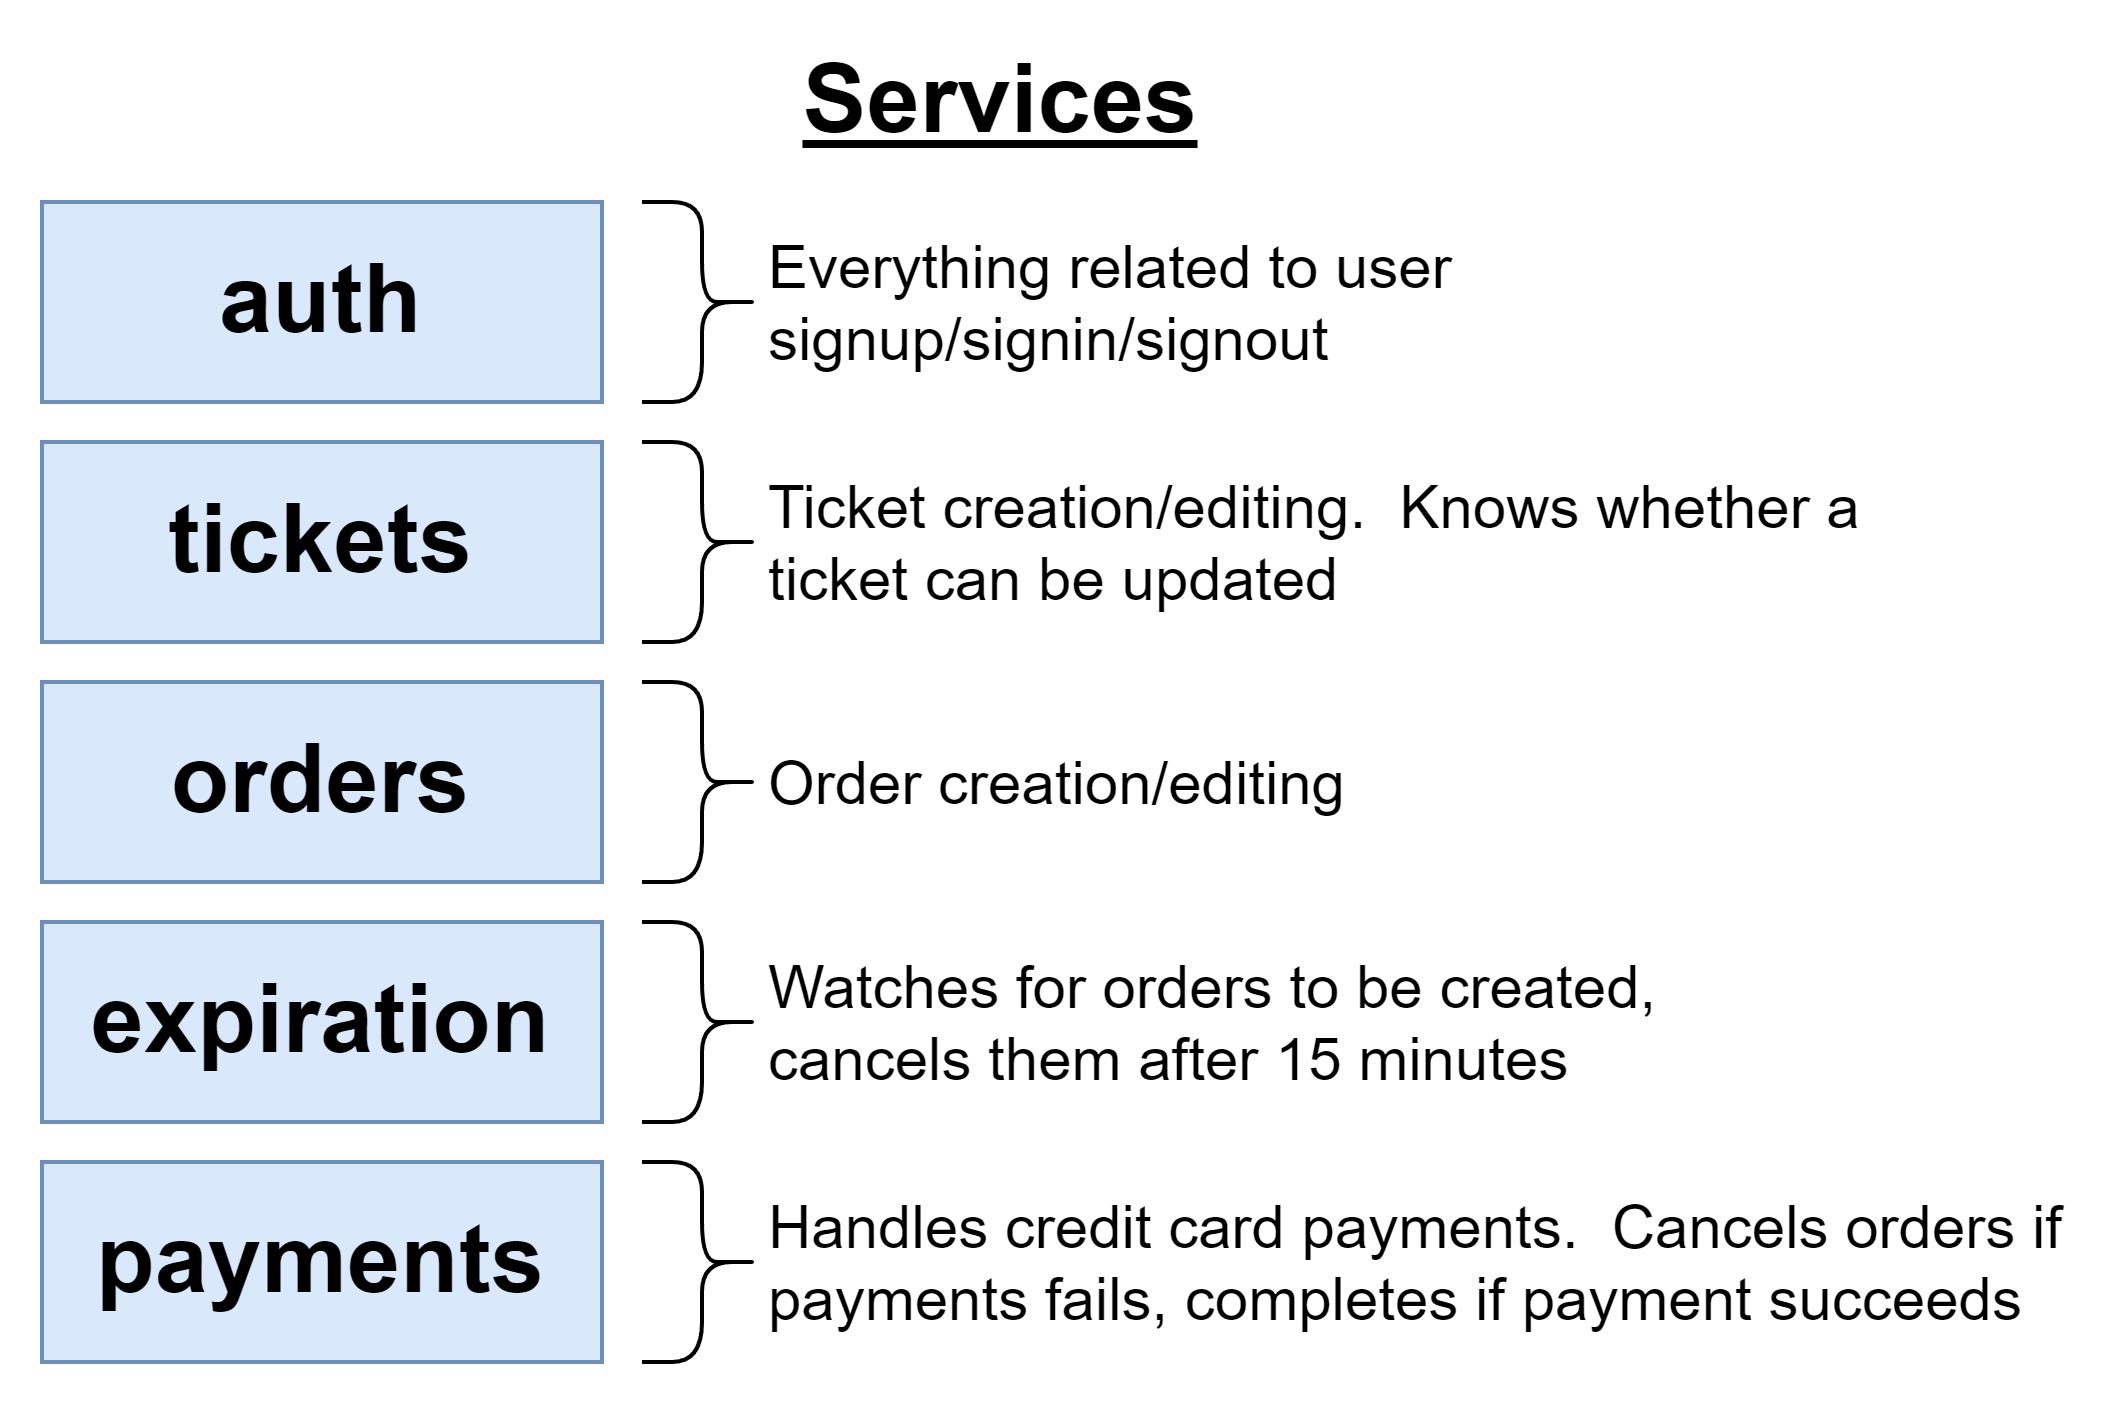 Services
auth
Everything related to user
signup/signin/signout
tickets
Ticket creation/editing.  Knows whether a
ticket can be updated
orders
Order creation/editing
expiration
Watches for orders to be created,
cancels them after 15 minutes
payments
Handles credit card payments.  Cancels orders if
payments fails, completes if payment succeeds